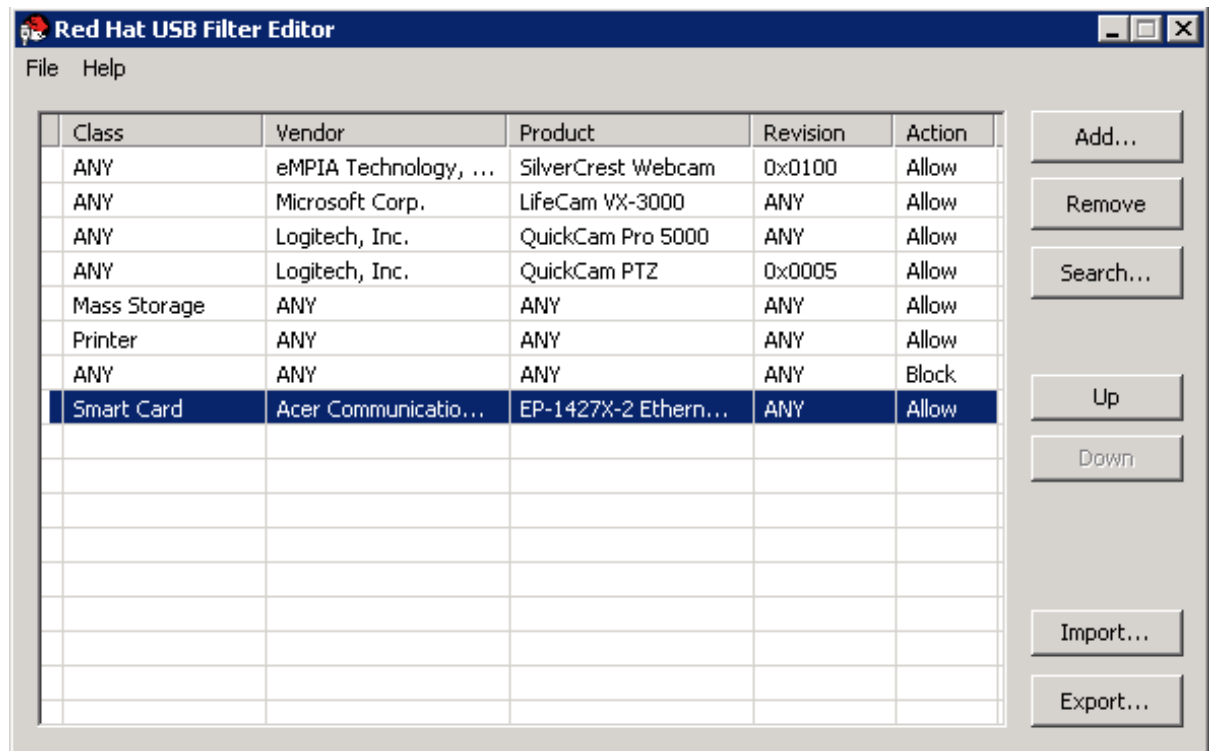 Red Hat USB Filter Editor
File Help
Class Vendor Product Revision Action
ANY eMPIA Technology, ... SilverCrest Webcam 0x0100 Allow
ANY Microsoft Corp. LifeCam VX-3000 ANY Allow
ANY Logitech, Inc. QuickCam Pro 5000 ANY Allow
ANY Logitech, Inc. QuickCam PTZ 0x0005 Allow
Mass Storage ANY ANY ANY Allow
Printer ANY ANY ANY Allow
ANY ANY ANY ANY Block
Smart Card Acer Communicatio... EP-1427X-2 Ethern... ANY Allow
Add...
Remove
Search...
Up
Down
Import...
Export...